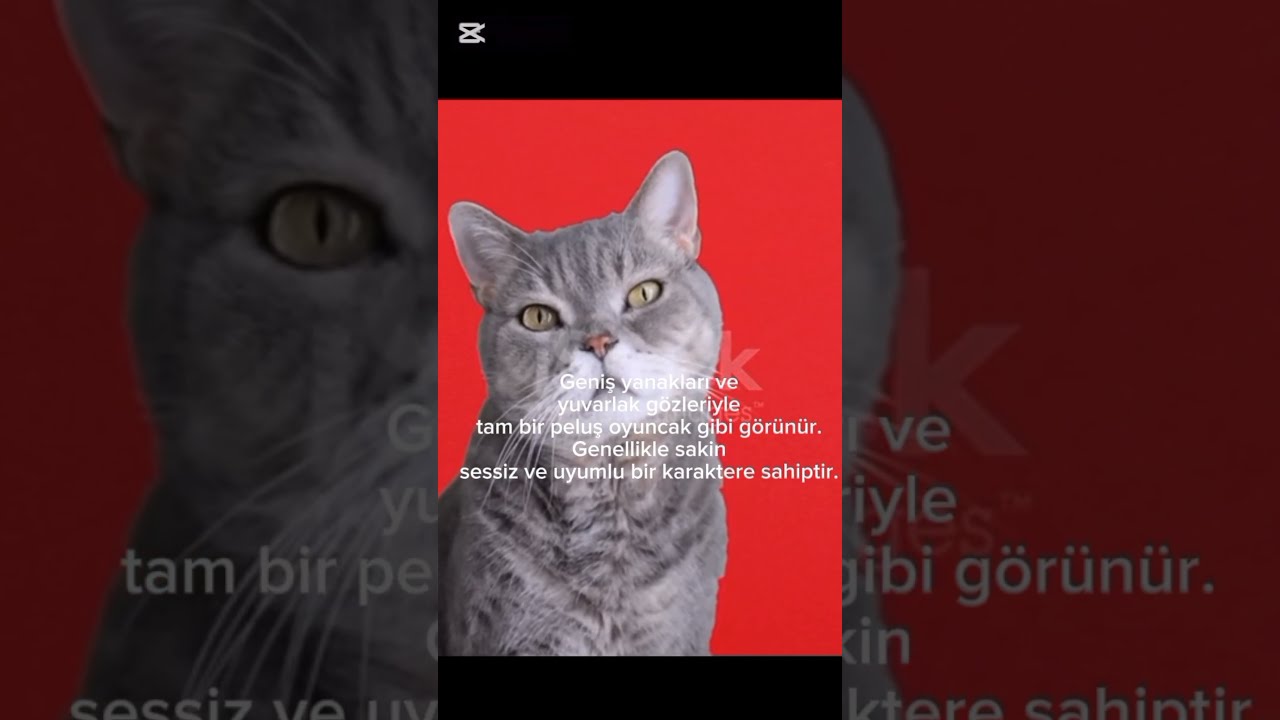 Geniş yanakları ve
yuvarlak gözleriyle
tam bir peluş oyuncak gibi görünür.
Genellikle sakin
sessiz ve uyumlu bir karaktere sahiptir.